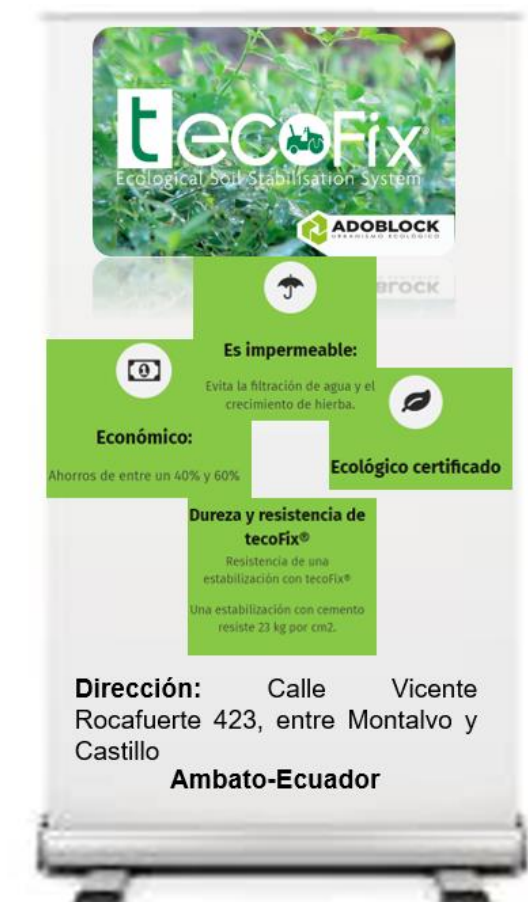 tecoFix
Ecological Soil Stabilisation System
ADOBLOCK
URBANISMO ECOLÓGICO
Es impermeable:
Evita la filtración de agua y el
crecimiento de hierba.
Económico:
Ahorros de entre un 40% y 60%
Ecológico certificado
Dureza y resistencia de
tecoFix®
Resistencia de una
estabilización con tecoFix®
Una estabilización con cemento
resiste 23 kg por cm2.
Dirección: Calle Vicente
Rocafuerte 423, entre Montalvo y
Castillo
Ambato-Ecuador